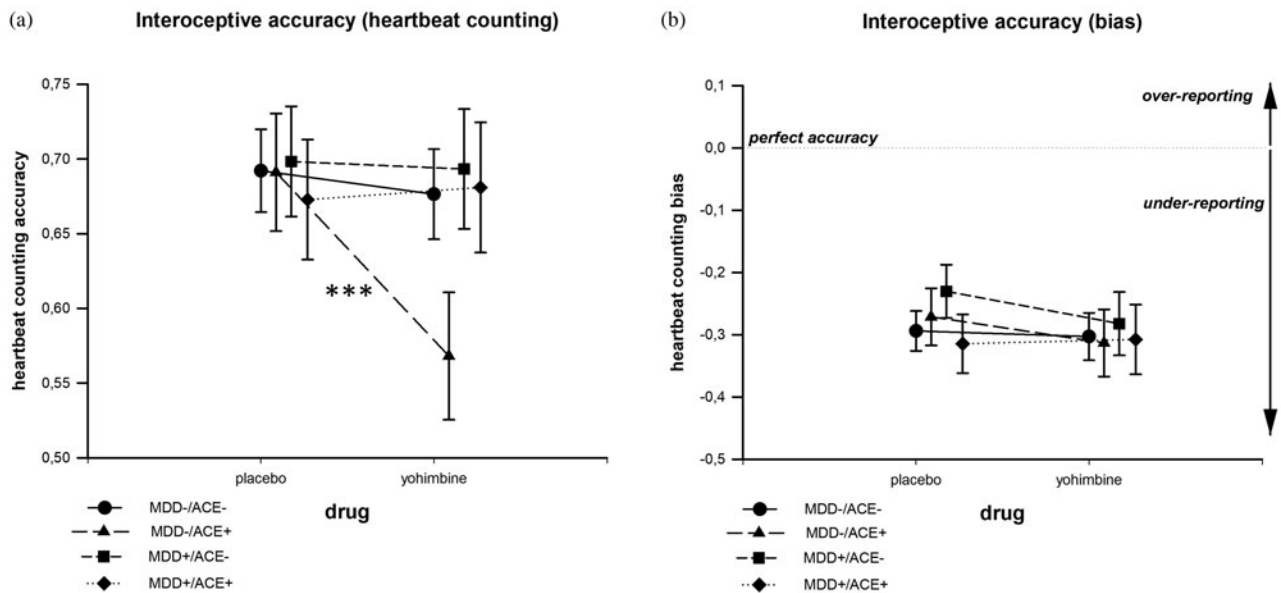 (a)
Interoceptive accuracy (heartbeat counting)
heartbeat counting accuracy
0,75
0,70
0,65
0,60
0,55
0,50
***
placebo
yohimbine
drug
MDD-/ACE-
MDD-/ACE+
MDD+/ACE-
MDD+/ACE+
(b)
Interoceptive accuracy (bias)
heartbeat counting bias
0,1
0,0
-0,1
-0,2
-0,3
-0,4
-0,5
over-reporting
perfect accuracy
under-reporting
placebo
yohimbine
drug
MDD-/ACE-
MDD-/ACE+
MDD+/ACE-
MDD+/ACE+